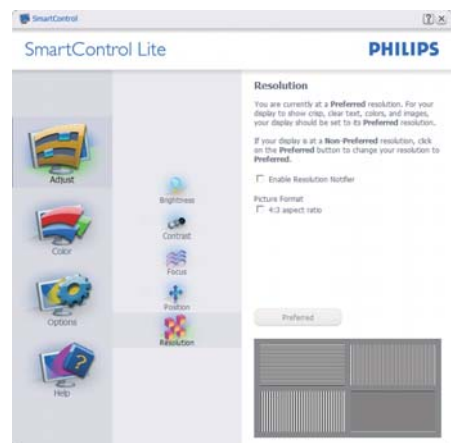 SmartControl
SmartControl Lite
PHILIPS
Adjust
Color
Options
Help
Brightness
Contrast
Focus
Position
Resolution
Resolution
You are currently at a Preferred resolution. For your
display to show crisp, clear text, colors, and images,
your display should be set to its Preferred resolution.
If your display is at a Non-Preferred resolution, click
on the Preferred button to change your resolution to
Preferred.
Enable Resolution Notifier
Picture Format
4:3 aspect ratio
Preferred